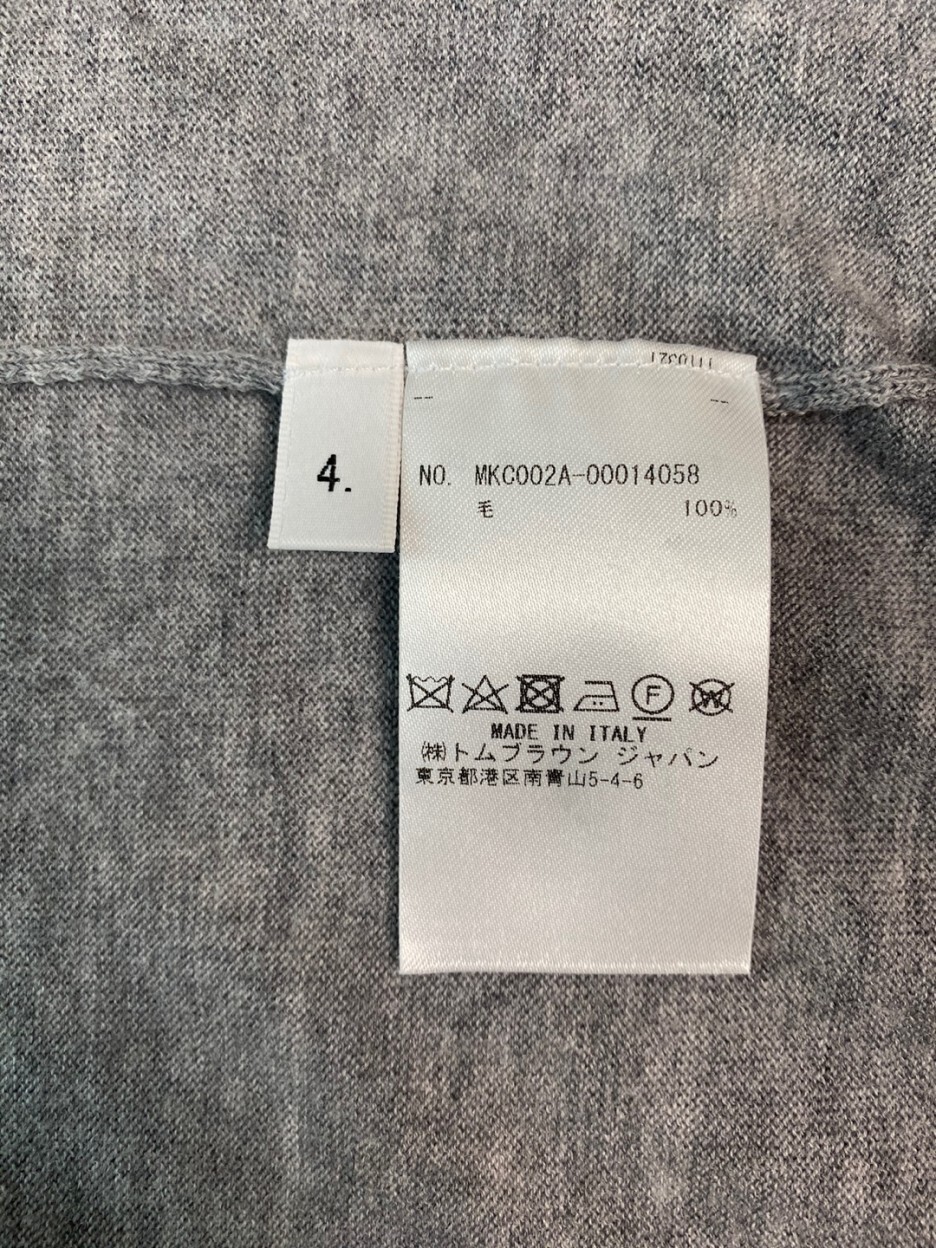 4.
NO. MKC002A-00014058
毛 100%
F
W
MADE IN ITALY
㈱トムブラウン ジャパン
東京都港区南青山5-4-6